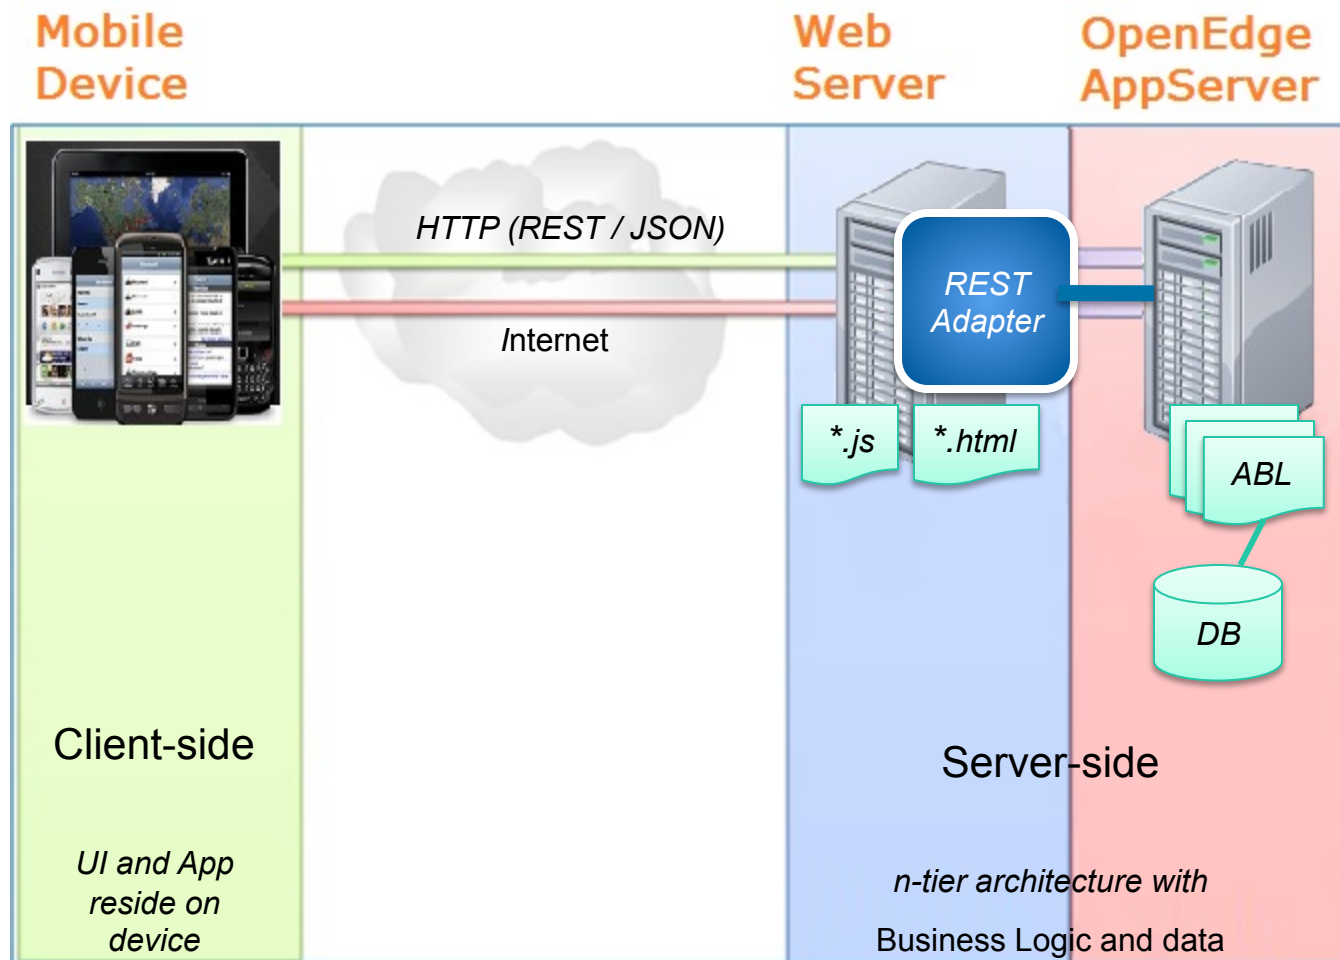 Mobile
Device
Web
Server
OpenEdge
AppServer
HTTP (REST / JSON)
Internet
REST
Adapter
*.js
*.html
ABL
DB
Client-side
Server-side
UI and App
reside on
device
n-tier architecture with
Business Logic and data